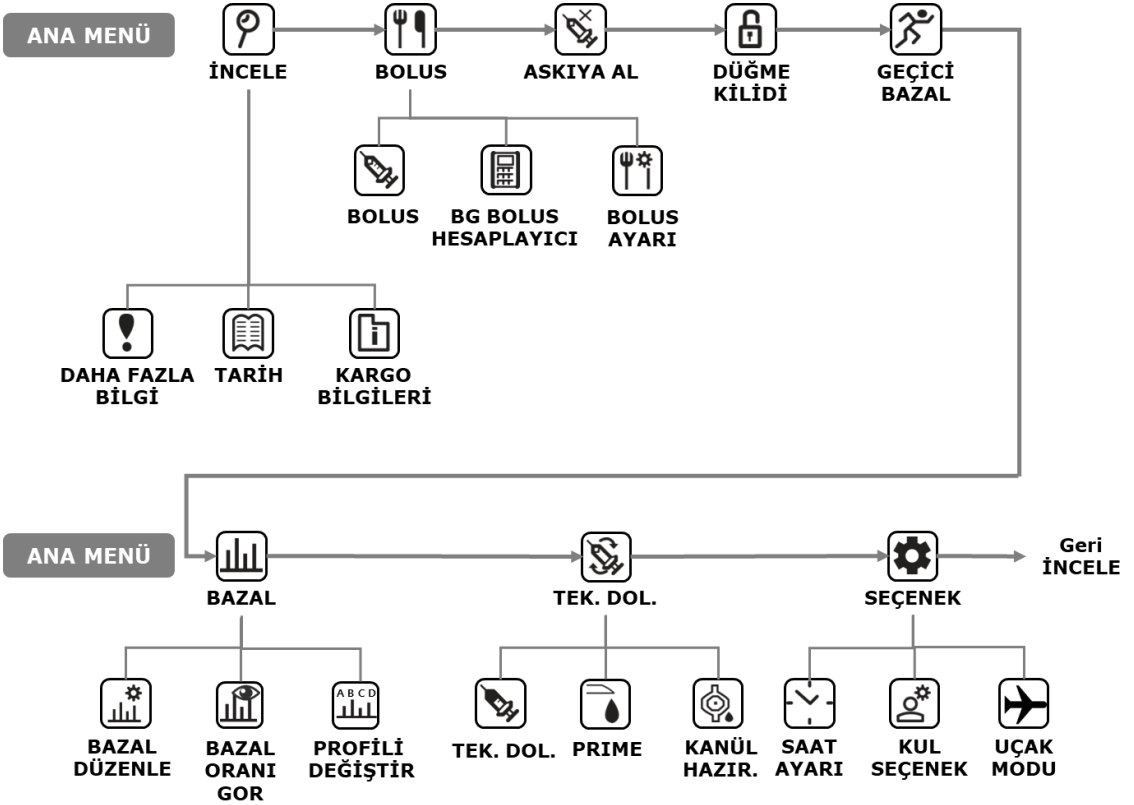 ANA MENÜ
İNCELE
BOLUS
ASKIYA AL
DÜĞME
KİLİDİ
GEÇİCİ
BAZAL
BOLUS
BG BOLUS
HESAPLAYICI
BOLUS
AYARI
DAHA FAZLA
BİLGİ
TARİH
KARGO
BİLGİLERİ
ANA MENÜ
BAZAL
TEK. DOL.
SEÇENEK
Geri
İNCELE
BAZAL
DÜZENLE
BAZAL
ORANI
GOR
A B C D
PROFİLİ
DEĞİŞTİR
TEK. DOL.
PRIME
KANÜL
HAZIR.
SAAT
AYARI
KUL
SEÇENEK
UÇAK
MODU